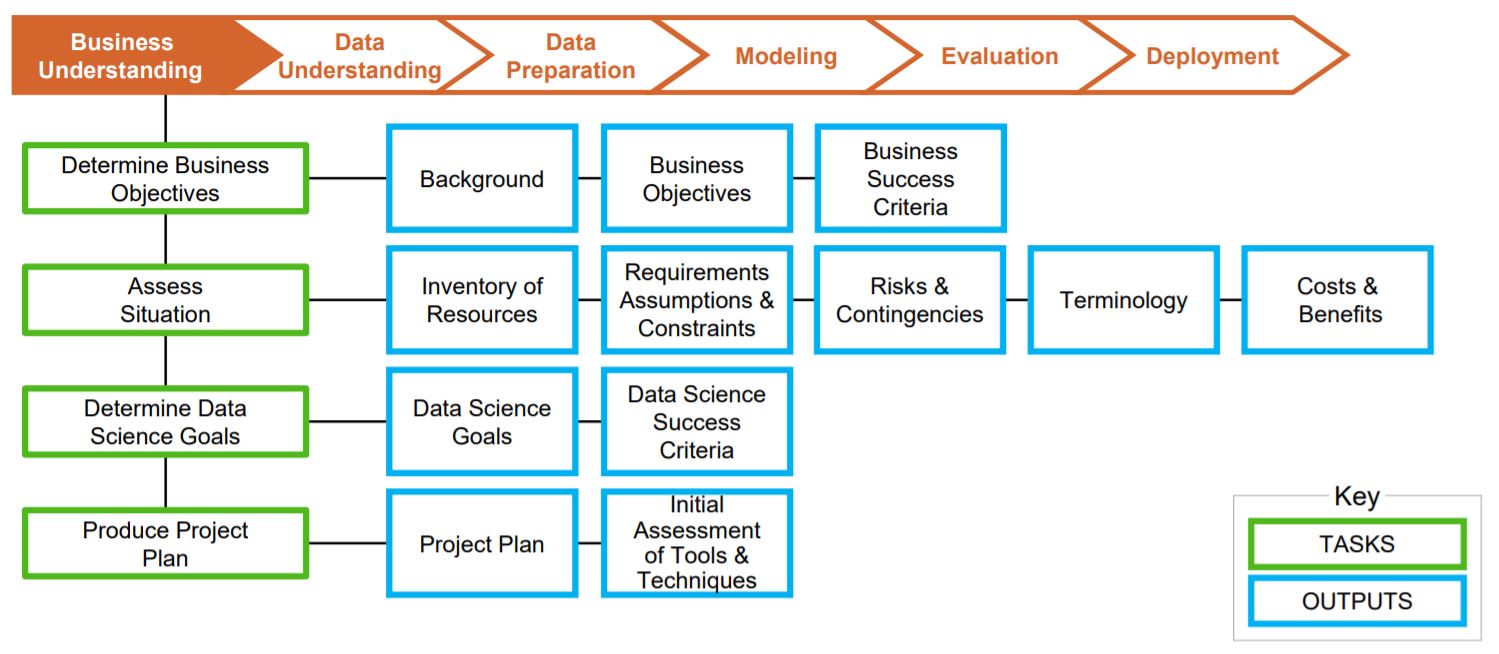 Business
Understanding
Data
Understanding
Data
Preparation
Modeling
Evaluation
Deployment
Determine Business
Objectives
Background
Business
Objectives
Business
Success
Criteria
Assess
Situation
Inventory of
Resources
Requirements
Assumptions &
Constraints
Risks &
Contingencies
Terminology
Costs &
Benefits
Determine Data
Science Goals
Data Science
Goals
Data Science
Success
Criteria
Produce Project
Plan
Project Plan
Initial
Assessment
of Tools &
Techniques
Key
TASKS
OUTPUTS